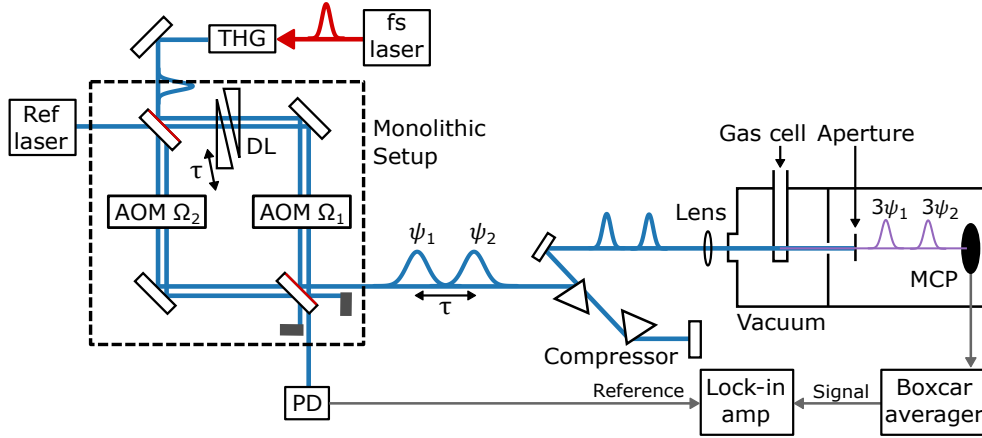 THG
fs
laser
Ref
laser
DL
τ
Monolithic
Setup
AOM Ω₂
AOM Ω₁
ψ₁
ψ₂
τ
Compressor
Lens
Gas cell
Aperture
3ψ₁
3ψ₂
MCP
Vacuum
PD
Reference
Lock-in
amp
Signal
Boxcar
averager